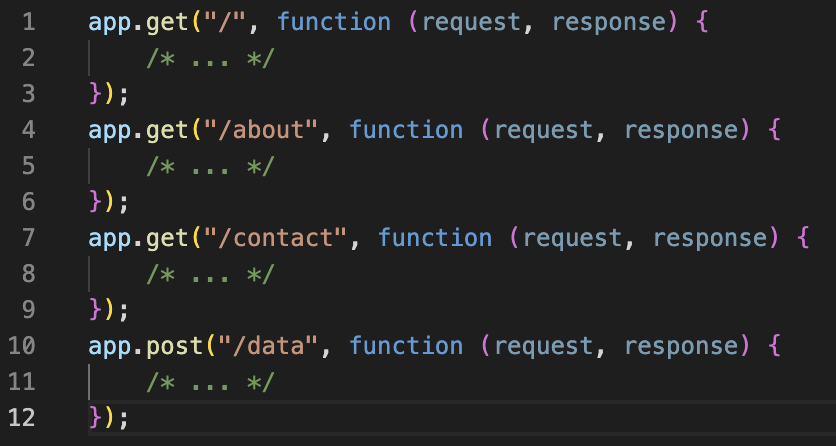 1 app.get("/", function (request, response) {
2     /* ... */
3 });
4 app.get("/about", function (request, response) {
5     /* ... */
6 });
7 app.get("/contact", function (request, response) {
8     /* ... */
9 });
10 app.post("/data", function (request, response) {
11     /* ... */
12 });